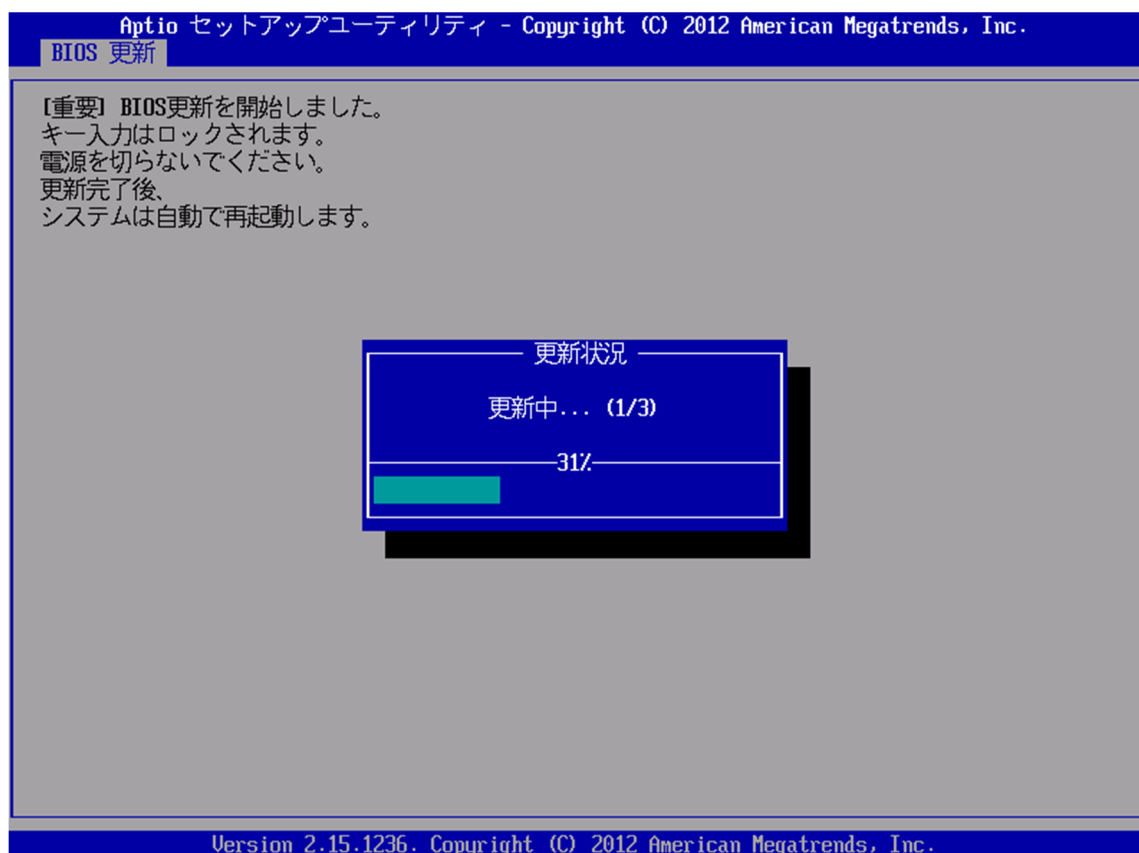 Aptio セットアップユーティリティ - Copyright (C) 2012 American Megatrends, Inc.
BIOS 更新
[重要] BIOS更新を開始しました。
キー入力はロックされます。
電源を切らないでください。
更新完了後、
システムは自動で再起動します。
更新状況
更新中... (1/3)
31%
Version 2.15.1236. Copyright (C) 2012 American Megatrends, Inc.